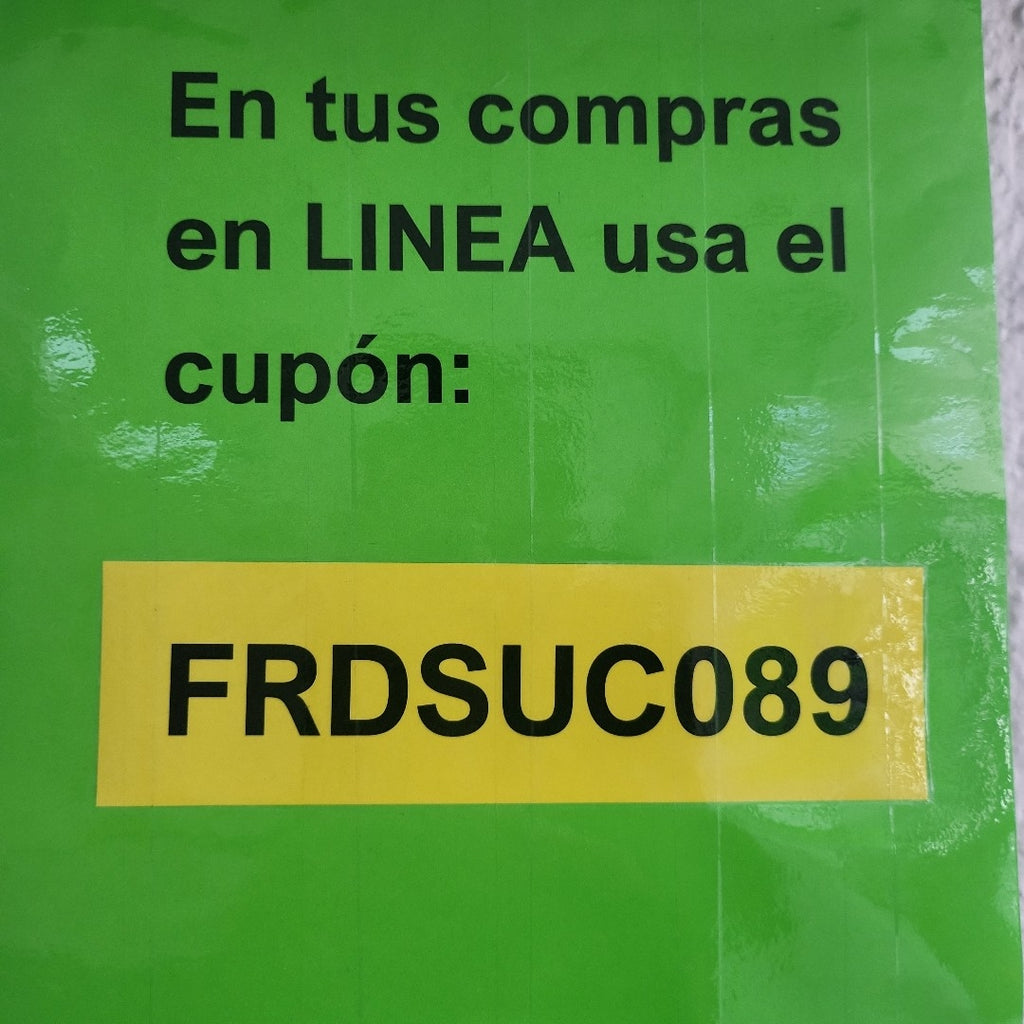 En tus compras
en LINEA usa el
cupón:
FRDSUC089